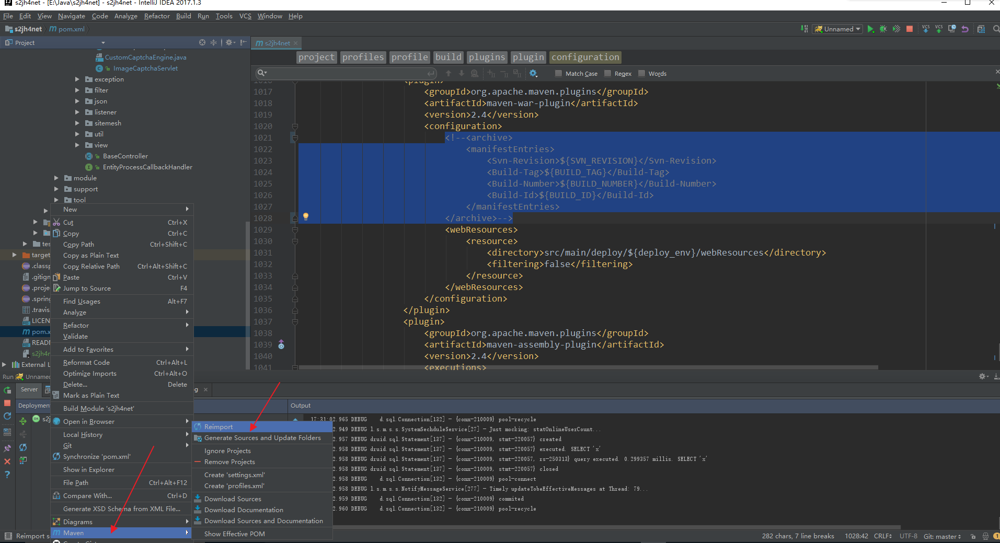 s2jh4net - [E:\Java\s2jh4net] - s2jh4net - IntelliJ IDEA 2017.1.3
File Edit View Navigate Code Analyze Refactor Build Run Tools VCS Window Help
s2jh4net pom.xml
Unnamed
VCS VCS
Project
CustomCaptchaEngine.java
ImageCaptchaServlet
exception
filter
json
listener
sitemesh
util
view
BaseController
EntityProcessCallbackHandler
module
support
tool
tes
target
.classp
.gitign
.proje
.spring
.travis
LICEN
pom.x
READ
s2jh4n
External L
New
Cut Ctrl+X
Copy Ctrl+C
Copy Path Ctrl+Shift+C
Copy as Plain Text
Copy Relative Path Ctrl+Alt+Shift+C
Paste Ctrl+V
Jump to Source F4
Find Usages Alt+F7
Analyze
Refactor
Validate
Add to Favorites
Reformat Code Ctrl+Alt+L
Optimize Imports Ctrl+Alt+O
Delete... Delete
Mark as Plain Text
Build Module 's2jh4net'
Open in Browser
Local History
Git
Synchronize 'pom.xml'
Show in Explorer
File Path Ctrl+Alt+F12
Compare With... Ctrl+D
Generate XSD Schema from XML File...
Diagrams
Maven
Reimport
Generate Sources and Update Folders
Ignore Projects
Remove Projects
Create 'settings.xml'
Create 'profiles.xml'
Download Sources
Download Documentation
Download Sources and Documentation
Show Effective POM
s2jh4net
project profiles profile build plugins plugin configuration
Match Case Regex Words
1016 <plugin>
1017 <groupId>org.apache.maven.plugins</groupId>
1018 <artifactId>maven-war-plugin</artifactId>
1019 <version>2.4</version>
1020 <configuration>
1021 <!--<archive>
1022 <manifestEntries>
1023 <Svn-Revision>${SVN_REVISION}</Svn-Revision>
1024 <Build-Tag>${BUILD_TAG}</Build-Tag>
1025 <Build-Number>${BUILD_NUMBER}</Build-Number>
1026 <Build-Id>${BUILD_ID}</Build-Id>
1027 </manifestEntries>
1028 </archive>-->
1029 <webResources>
1030 <resource>
1031 <directory>src/main/deploy/${deploy_env}/webResources</directory>
1032 <filtering>false</filtering>
1033 </resource>
1034 </webResources>
1035 </configuration>
1036 </plugin>
1037 <plugin>
1038 <groupId>org.apache.maven.plugins</groupId>
1039 <artifactId>maven-assembly-plugin</artifactId>
1040 <version>2.4</version>
1041 <executions>
Run Unnamed
Server g
Deploymen Output
OK s2j
17:31:02.965 DEBUG d.sql.Connection[132] - {conn-210009} pool-recycle
2.949 DEBUG l.s.m.s.s.SystemSechduleService[27] - Just mocking: statOnlineUserCount...
2.957 DEBUG druid.sql.Statement[137] - {conn-210009, stmt-220057} created
2.958 DEBUG druid.sql.Statement[137] - {conn-210009, stmt-220057} executed. SELECT 'x'
2.958 DEBUG druid.sql.Statement[137] - {conn-210009, stmt-220057, rs-250313} query executed. 0.299357 millis. SELECT 'x'
2.958 DEBUG druid.sql.Statement[137] - {conn-210009, stmt-220057} closed
2.958 DEBUG d.sql.Connection[132] - {conn-210009} pool-connect
2.958 DEBUG l.s.m.s.s.NotifyMessageService[277] - Timely updateTobeEffectiveMessages at Thread: 79...
2.959 DEBUG d.sql.Connection[132] - {conn-210009} commited
2.960 DEBUG d.sql.Connection[132] - {conn-210009} pool-recycle
Reimport s
282 chars, 7 line breaks 1028:42 CRLF UTF-8 Git: master 1